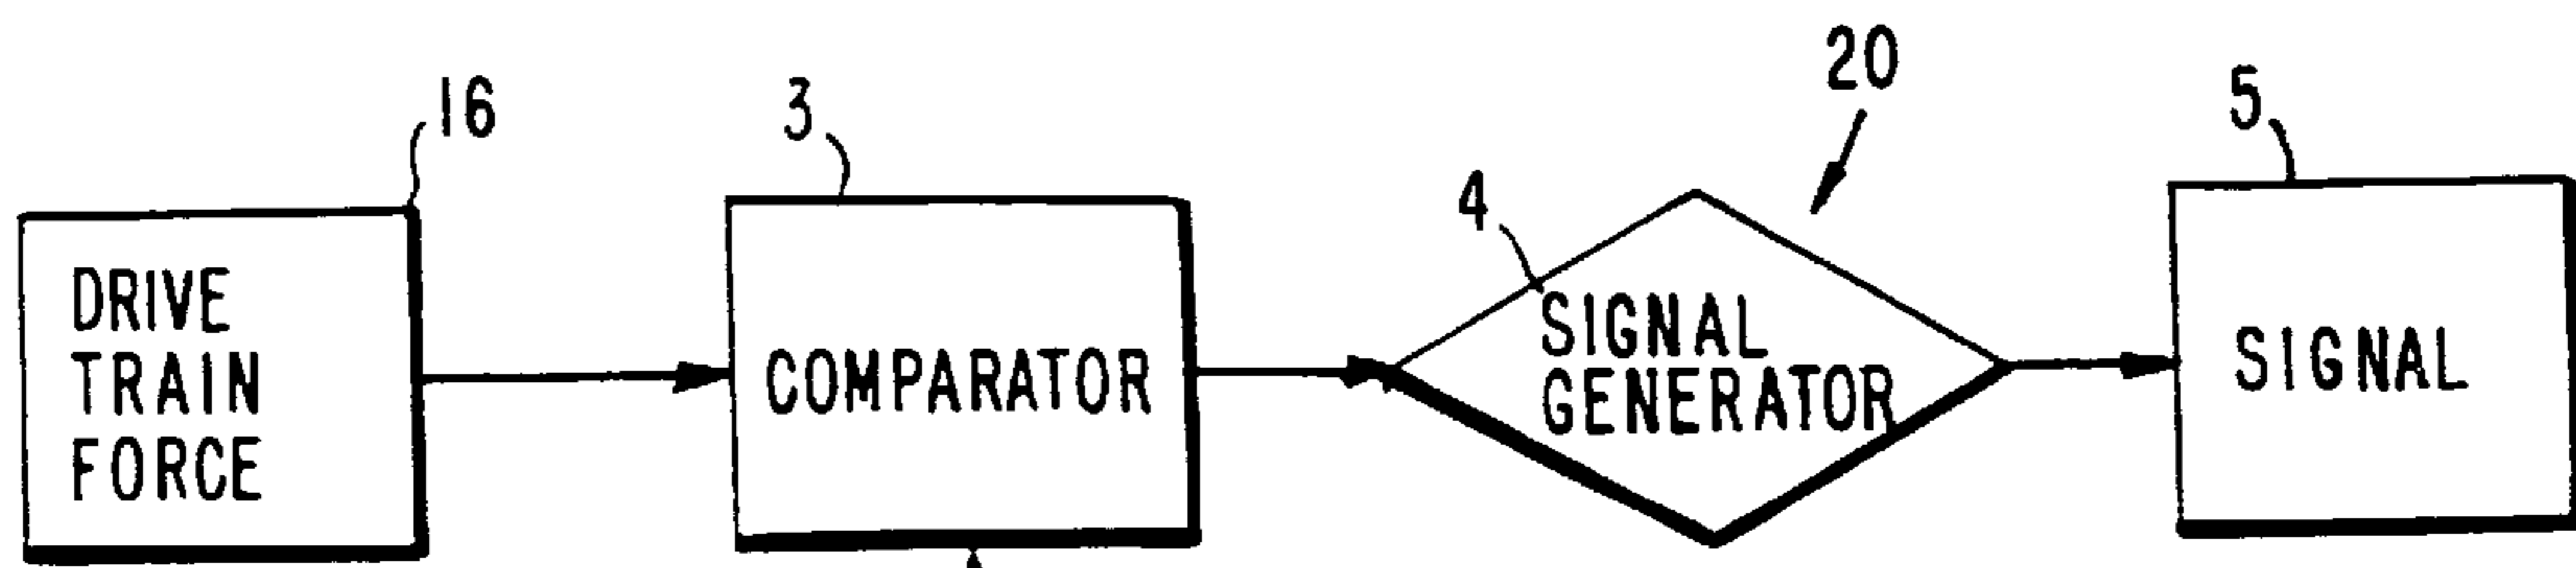 16
3
20
4
5
DRIVE
TRAIN
FORCE
COMPARATOR
SIGNAL
GENERATOR
SIGNAL